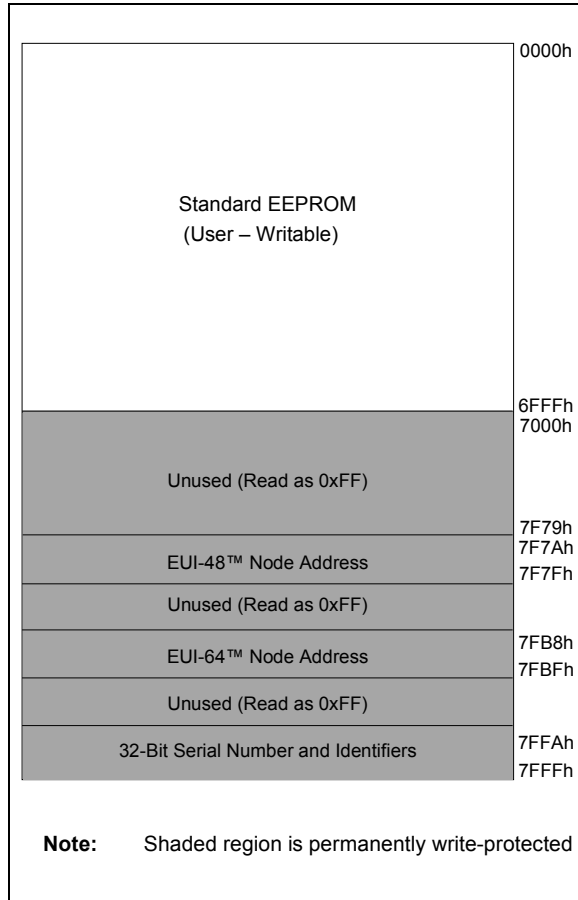 0000h
Standard EEPROM
(User – Writable)
6FFFh
7000h
Unused (Read as 0xFF)
7F79h
7F7Ah
EUI-48™ Node Address
7F7Fh
Unused (Read as 0xFF)
7FB8h
EUI-64™ Node Address
7FBFh
Unused (Read as 0xFF)
7FFAh
32-Bit Serial Number and Identifiers
7FFFh
Note: Shaded region is permanently write-protected